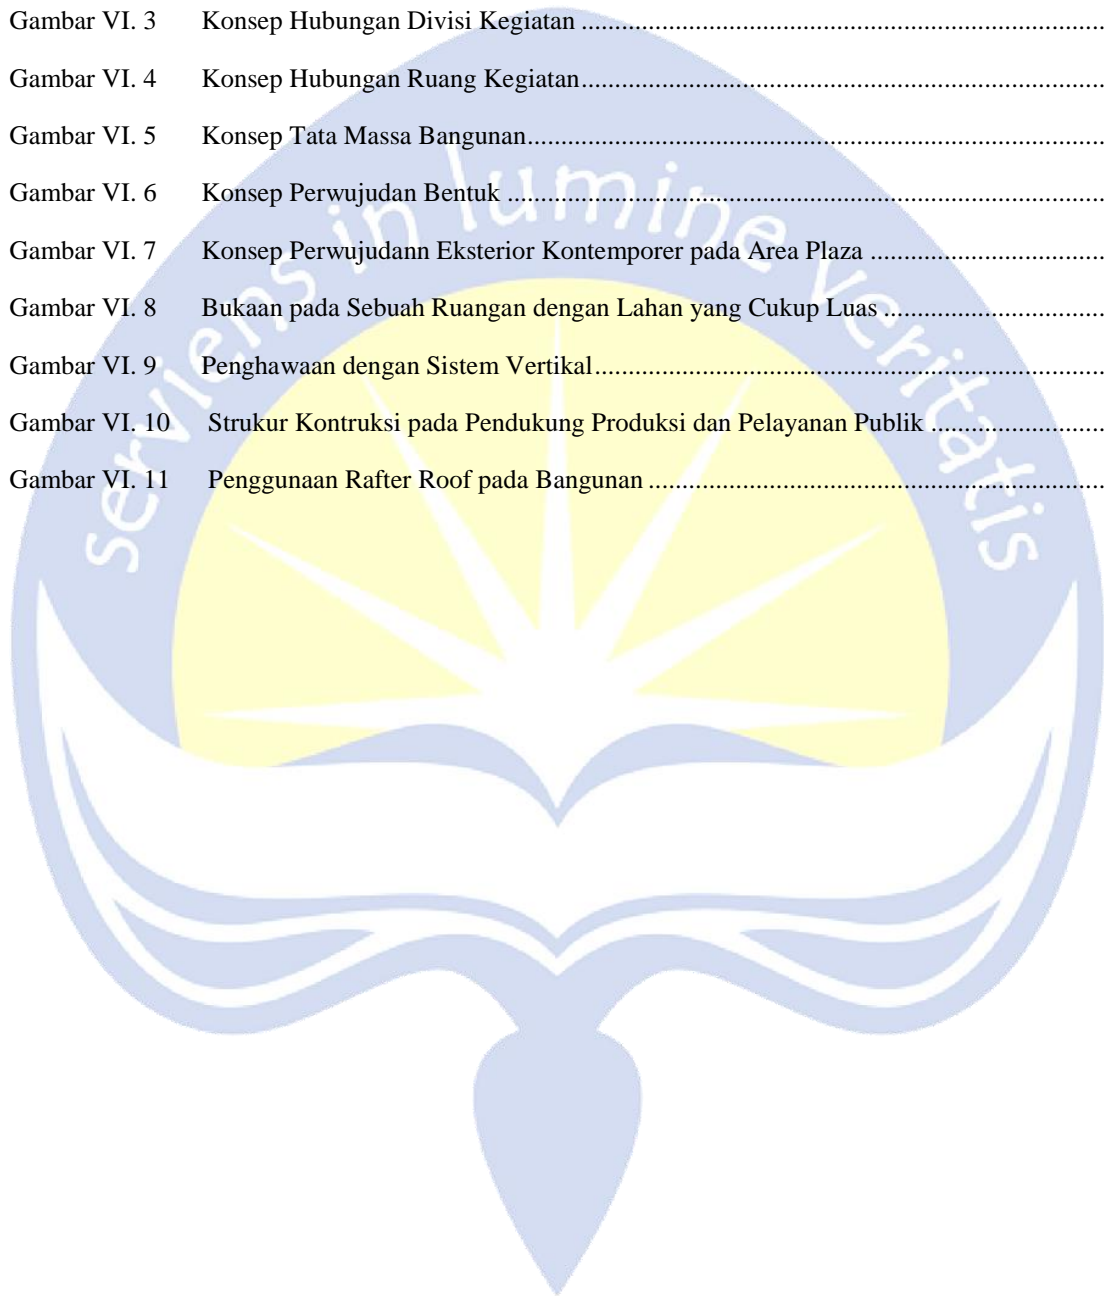 Gambar VI. 3 Konsep Hubungan Divisi Kegiatan ....................................................................................
Gambar VI. 4 Konsep Hubungan Ruang Kegiatan....................................................................................
Gambar VI. 5 Konsep Tata Massa Bangunan............................................................................................
Gambar VI. 6 Konsep Perwujudan Bentuk ................................................................................................
Gambar VI. 7 Konsep Perwujudann Eksterior Kontemporer pada Area Plaza ......................................
Gambar VI. 8 Bukaan pada Sebuah Ruangan dengan Lahan yang Cukup Luas ...................................
Gambar VI. 9 Penghawaan dengan Sistem Vertikal.................................................................................
Gambar VI. 10 Strukur Kontruksi pada Pendukung Produksi dan Pelayanan Publik ............................
Gambar VI. 11 Penggunaan Rafter Roof pada Bangunan .........................................................................
serviens in lumine veritatis